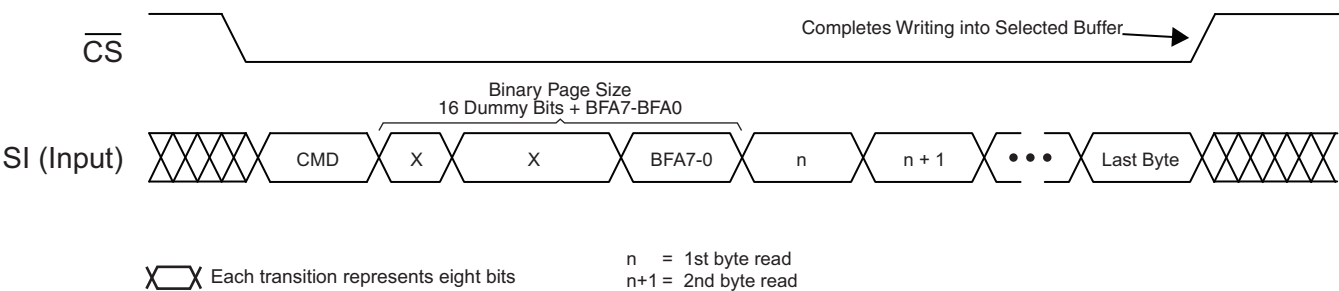 Completes Writing into Selected Buffer
CS
Binary Page Size
16 Dummy Bits + BFA7-BFA0
SI (Input)
CMD
X
X
BFA7-0
n
n + 1
•••
Last Byte
Each transition represents eight bits
n = 1st byte read
n+1 = 2nd byte read